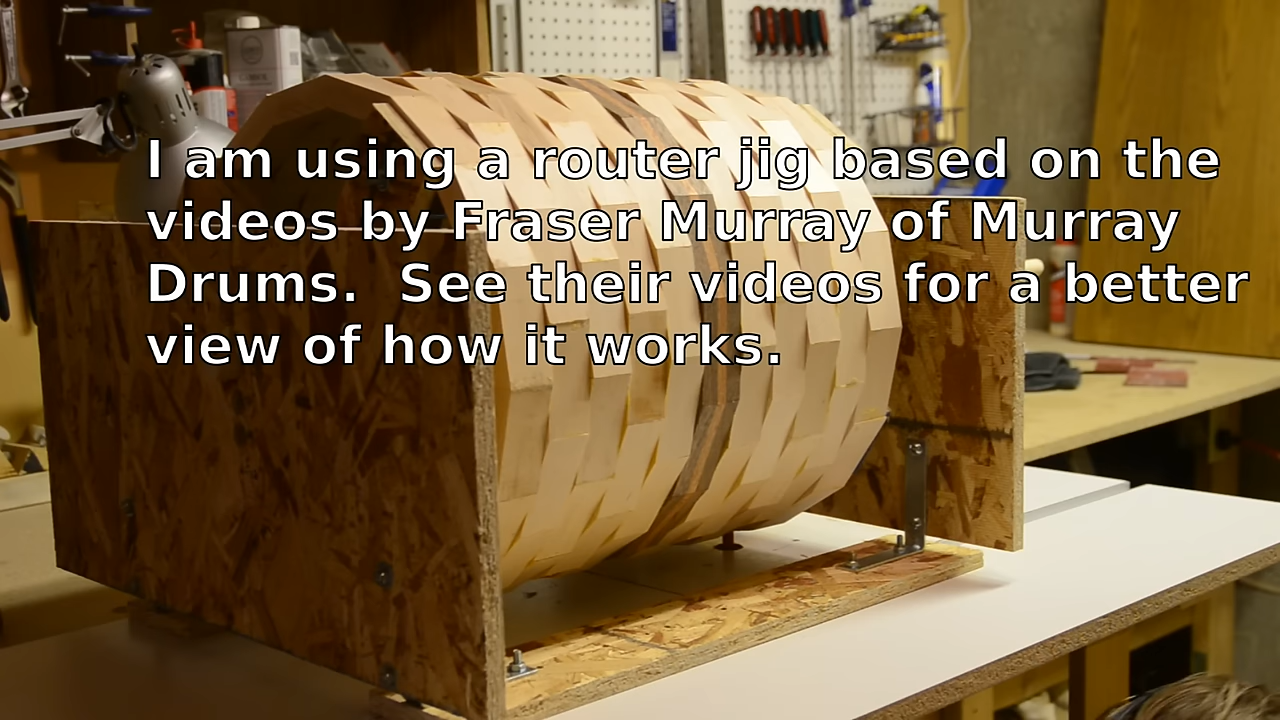 I am using a router jig based on the
videos by Fraser Murray of Murray
Drums.  See their videos for a better
view of how it works.